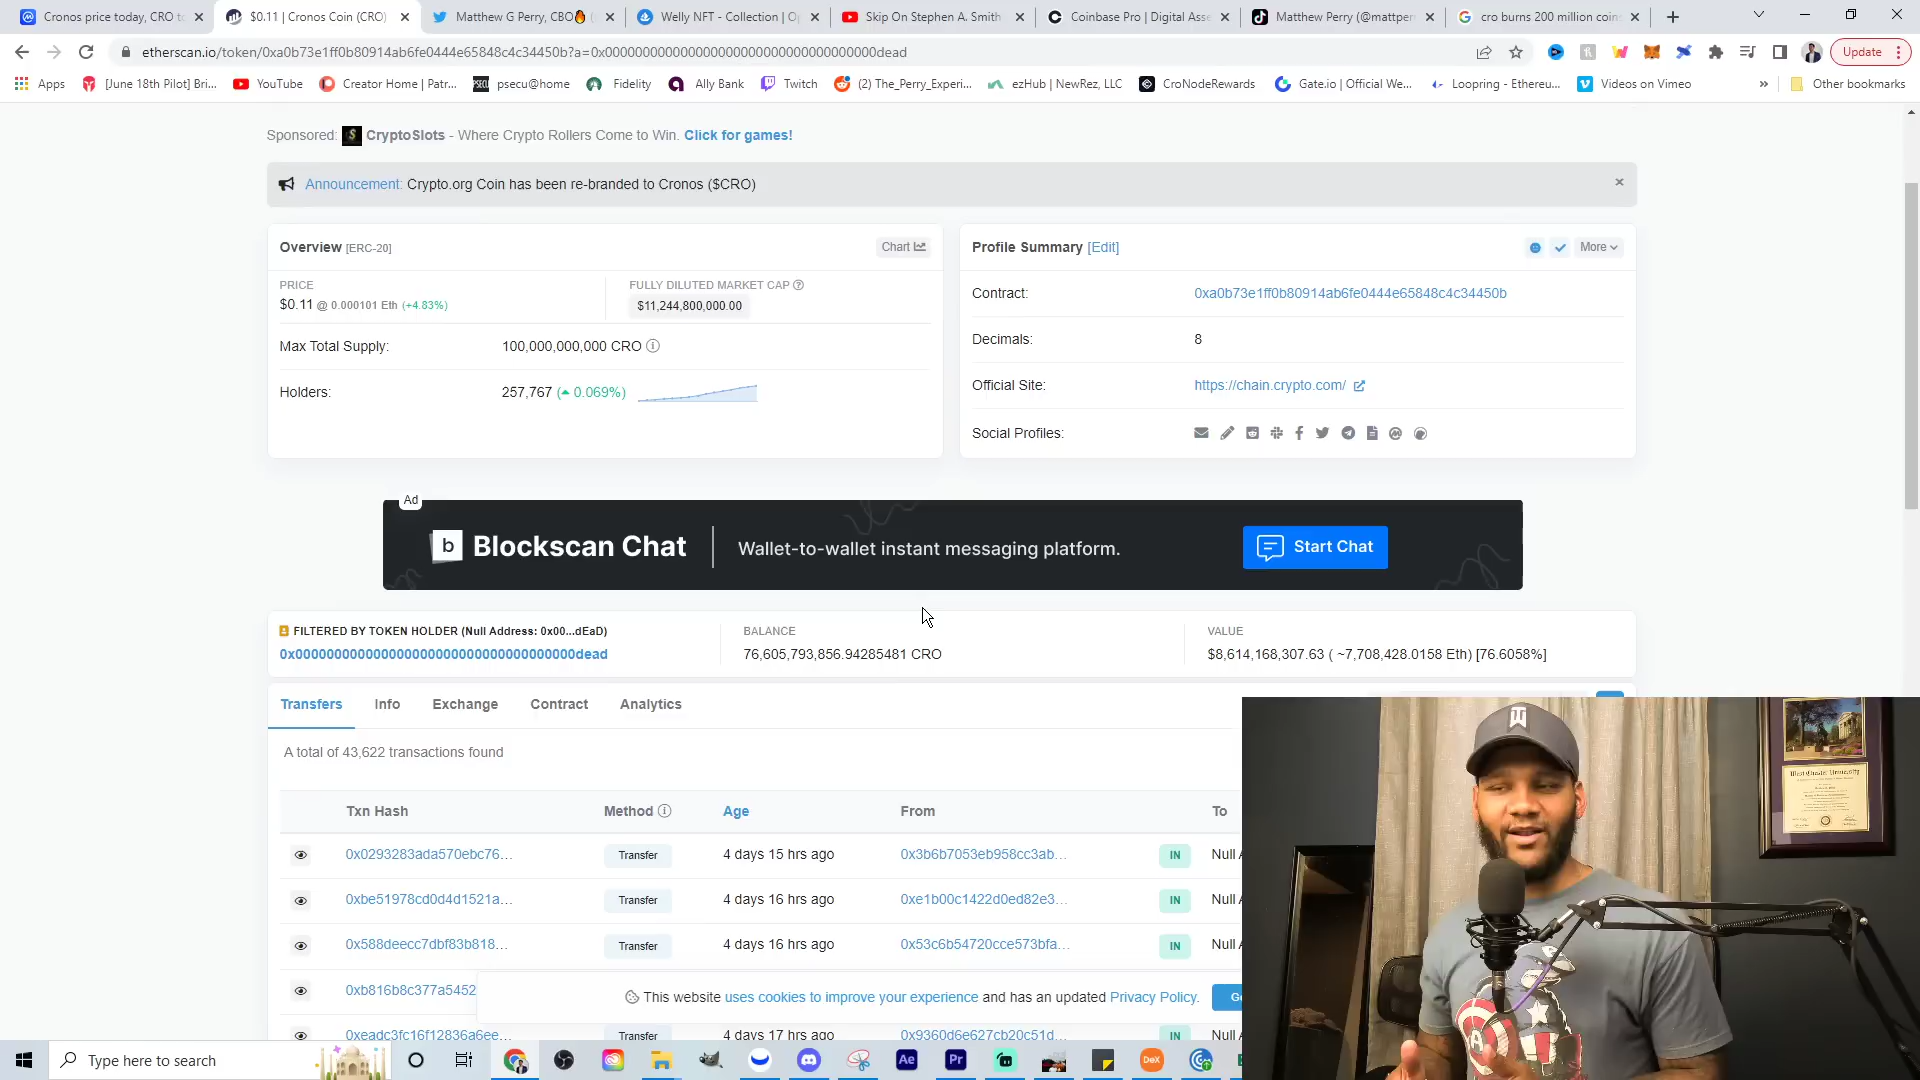 Cronos price today, CRO to
$0.11 | Cronos Coin (CRO)
Matthew G Perry, CBO🔥
Welly NFT - Collection | Op
Skip On Stephen A. Smith
Coinbase Pro | Digital Asse
Matthew Perry (@mattper
cro burns 200 million coin
etherscan.io/token/0xa0b73e1ff0b80914ab6fe0444e65848c4c34450b?a=0x000000000000000000000000000000000000dead
Update
Apps
[June 18th Pilot] Bri...
YouTube
Creator Home | Patr...
psecu@home
Fidelity
Ally Bank
Twitch
(2) The_Perry_Experi...
ezHub | NewRez, LLC
CroNodeRewards
Gate.io | Official We...
Loopring - Ethereu...
Videos on Vimeo
»
Other bookmarks
Sponsored: CryptoSlots - Where Crypto Rollers Come to Win. Click for games!
Announcement: Crypto.org Coin has been re-branded to Cronos ($CRO)
Overview [ERC-20]
Chart
PRICE
$0.11 @ 0.000101 Eth (+4.83%)
FULLY DILUTED MARKET CAP
$11,244,800,000.00
Max Total Supply:
100,000,000,000 CRO
Holders:
257,767 (0.069%)
Profile Summary [Edit]
More
Contract:
0xa0b73e1ff0b80914ab6fe0444e65848c4c34450b
Decimals:
8
Official Site:
https://chain.crypto.com/
Social Profiles:
Ad
b Blockscan Chat
Wallet-to-wallet instant messaging platform.
Start Chat
FILTERED BY TOKEN HOLDER (Null Address: 0x00...dEaD)
0x000000000000000000000000000000000000dead
BALANCE
76,605,793,856.94285481 CRO
VALUE
$8,614,168,307.63 ( ~7,708,428.0158 Eth) [76.6058%]
Transfers
Info
Exchange
Contract
Analytics
A total of 43,622 transactions found
Txn Hash
Method
Age
From
To
0x0293283ada570ebc76...
Transfer
4 days 15 hrs ago
0x3b6b7053eb958cc3ab...
IN
Null
0xbe51978cd0d4d1521a...
Transfer
4 days 16 hrs ago
0xe1b00c1422d0ed82e3...
IN
Null
0x588deecc7dbf83b818...
Transfer
4 days 16 hrs ago
0x53c6b54720cce573bfa...
IN
Null
0xb816b8c377a5452
This website uses cookies to improve your experience and has an updated Privacy Policy.
0xeadc3fc16f12836a6ee...
Transfer
4 days 17 hrs ago
0x9360d6e627cb20c51d...
IN
Null
West Chester University
Type here to search
Ae
Pr
DeX